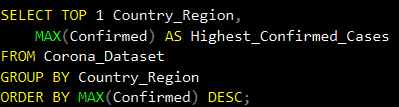 SELECT TOP 1 Country_Region,
    MAX(Confirmed) AS Highest_Confirmed_Cases
FROM Corona_Dataset
GROUP BY Country_Region
ORDER BY MAX(Confirmed) DESC;